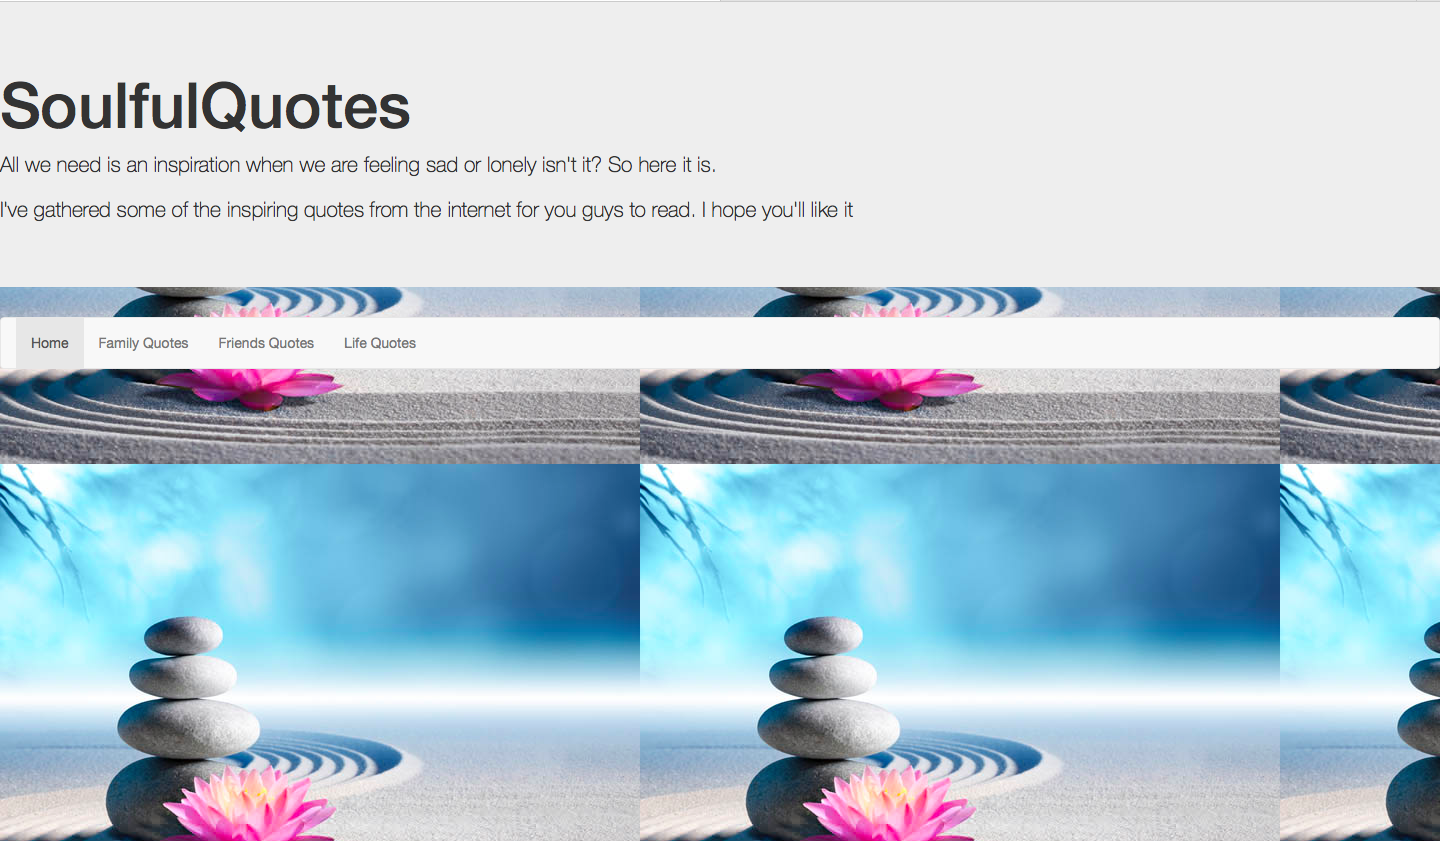 SoulfulQuotes
All we need is an inspiration when we are feeling sad or lonely isn't it? So here it is.
I've gathered some of the inspiring quotes from the internet for you guys to read. I hope you'll like it
Home Family Quotes Friends Quotes Life Quotes